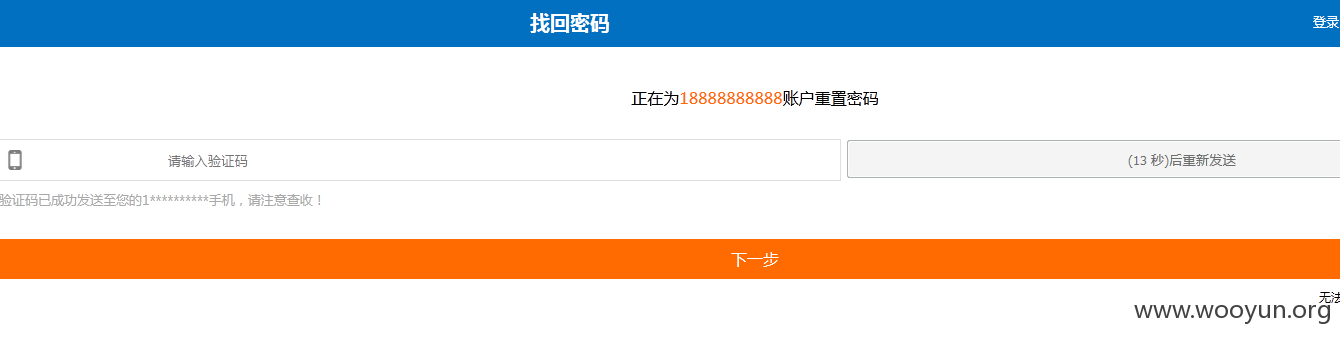 找回密码
登录
正在为18888888888账户重置密码
请输入验证码
(13 秒)后重新发送
验证码已成功发送至您的1**********手机，请注意查收！
下一步
无法
www.wooyun.org